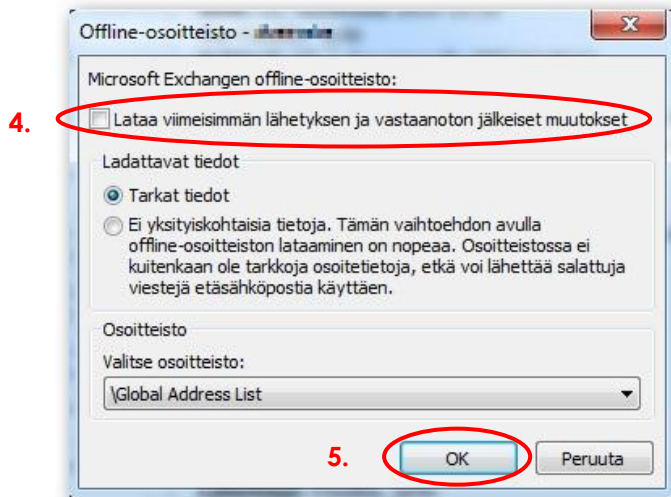 Offline-osoitteisto -
Microsoft Exchangen offline-osoitteisto:
4.
Lataa viimeisimmän lähetyksen ja vastaanoton jälkeiset muutokset
Ladattavat tiedot
Tarkat tiedot
Ei yksityiskohtaisia tietoja. Tämän vaihtoehdon avulla
offline-osoitteiston lataaminen on nopeaa. Osoitteistossa ei
kuitenkaan ole tarkkoja osoitetietoja, etkä voi lähettää salattuja
viestejä etäsähköpostia käyttäen.
Osoitteisto
Valitse osoitteisto:
\Global Address List
5.
OK
Peruuta